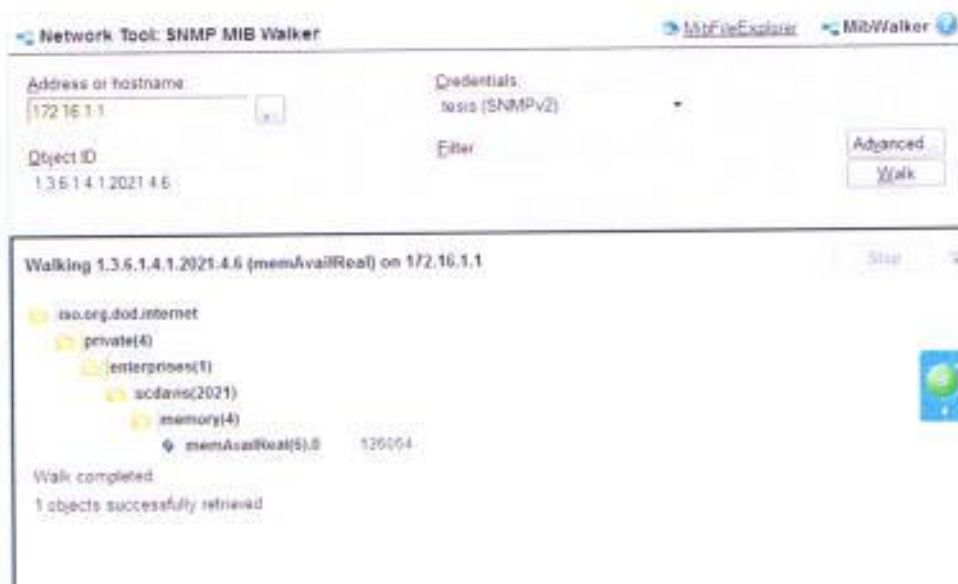 Network Tool: SNMP MIB Walker
MibFileExplorer
MibWalker
Address or hostname
172.16.1.1
Credentials
tesis (SNMPv2)
Object ID
1.3.6.1.4.1.2021.4.6
Filter
Advanced
Walk
Walking 1.3.6.1.4.1.2021.4.6 (memAvailReal) on 172.16.1.1
Stop
iso.org.dod.internet
private(4)
enterprises(1)
ucdavis(2021)
memory(4)
memAvailReal(6).0
Walk completed
1 objects successfully retrieved